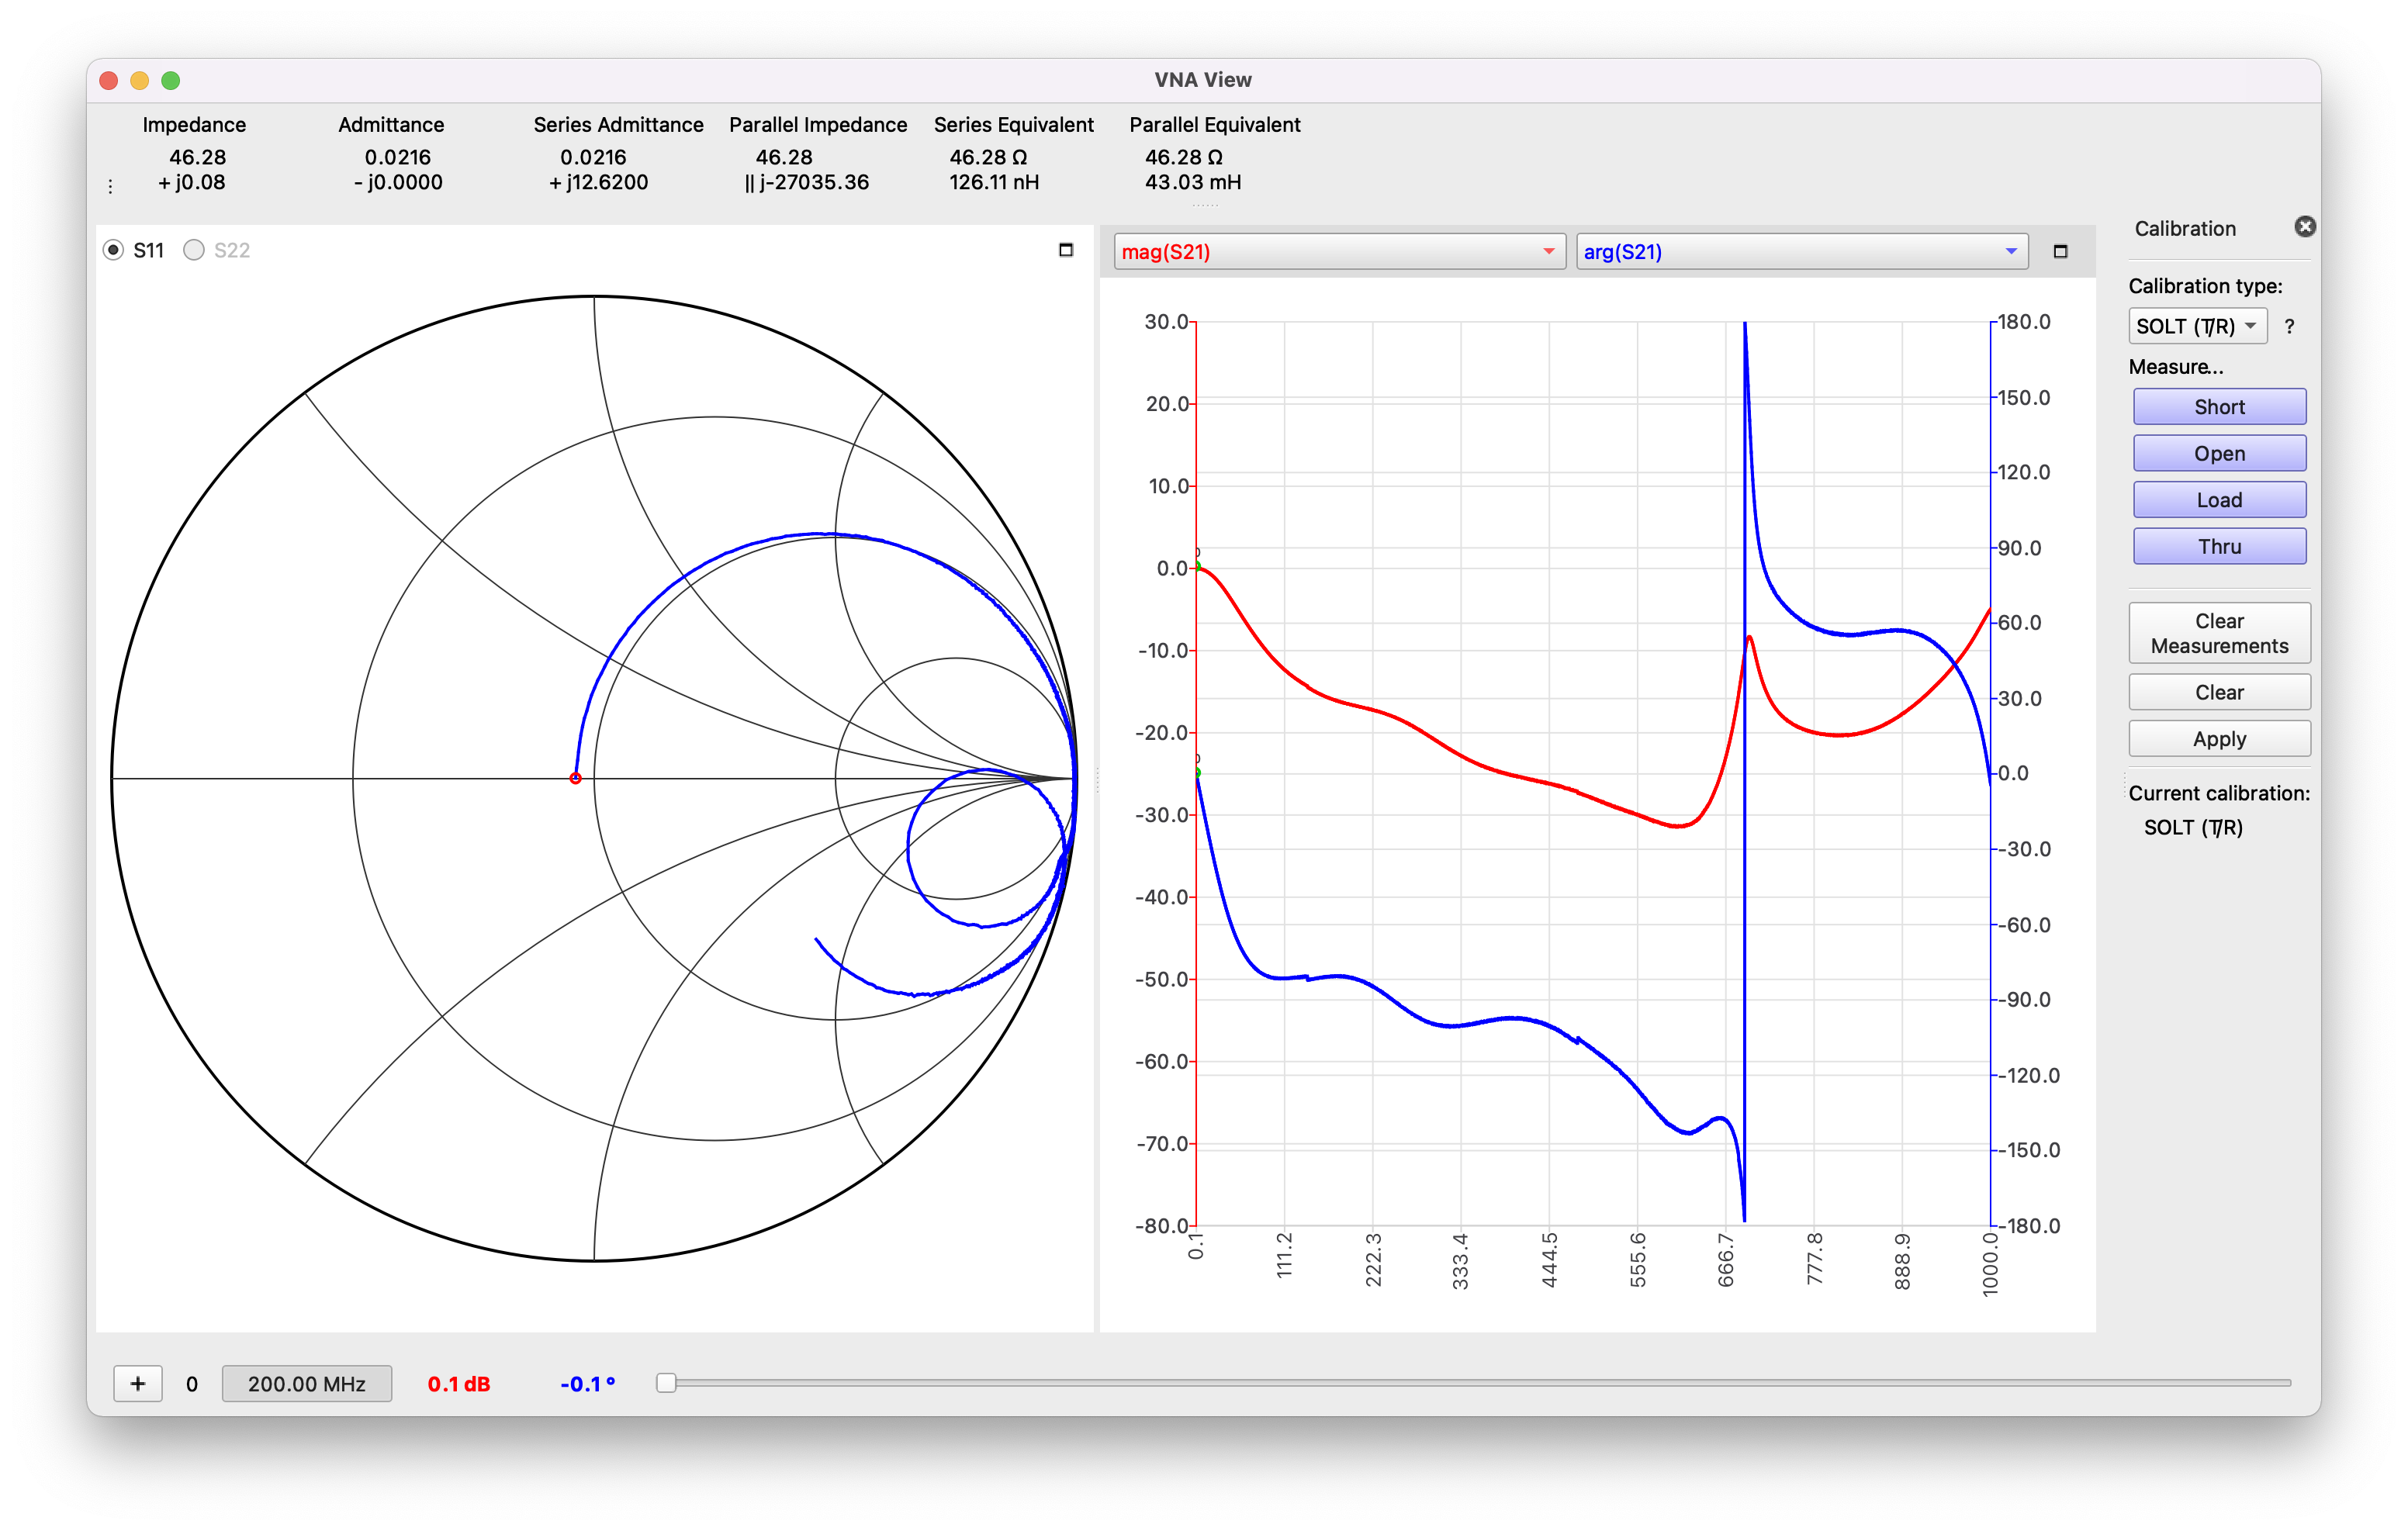 VNA View
Impedance Admittance Series Admittance Parallel Impedance Series Equivalent Parallel Equivalent
46.28 0.0216 0.0216 46.28 46.28 Ω 46.28 Ω
+ j0.08 - j0.0000 + j12.6200 || j-27035.36 126.11 nH 43.03 mH
S11 S22
mag(S21) arg(S21)
30.0
20.0
10.0
0.0
-10.0
-20.0
-30.0
-40.0
-50.0
-60.0
-70.0
-80.0
180.0
150.0
120.0
90.0
60.0
30.0
0.0
-30.0
-60.0
-90.0
-120.0
-150.0
-180.0
0.1 111.2 222.3 333.4 444.5 555.6 666.7 777.8 888.9 1000.0
Calibration
Calibration type:
SOLT (T/R) ?
Measure...
Short
Open
Load
Thru
Clear
Measurements
Clear
Apply
Current calibration:
SOLT (T/R)
+ 0 200.00 MHz 0.1 dB -0.1 °